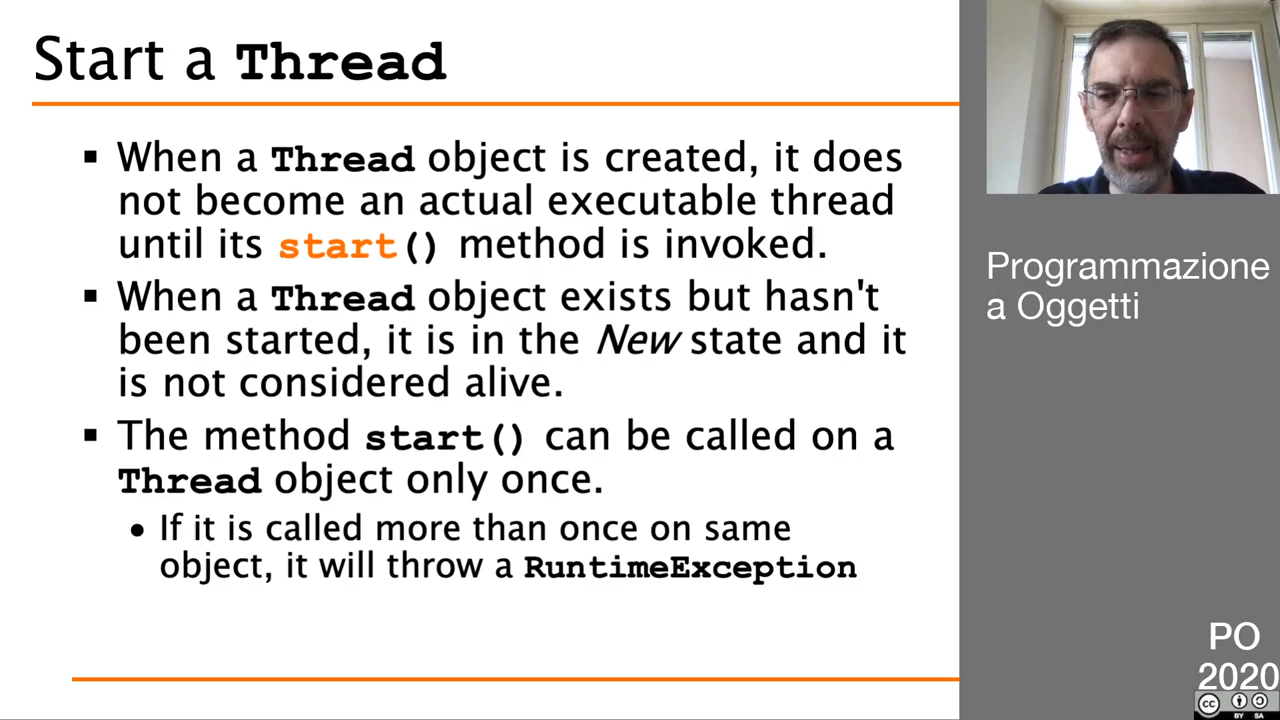 Start a Thread
▪ When a Thread object is created, it does
not become an actual executable thread
until its start() method is invoked.
▪ When a Thread object exists but hasn't
been started, it is in the New state and it
is not considered alive.
▪ The method start() can be called on a
Thread object only once.
• If it is called more than once on same
object, it will throw a RuntimeException
Programmazione
a Oggetti
PO
2020
cc
BY SA